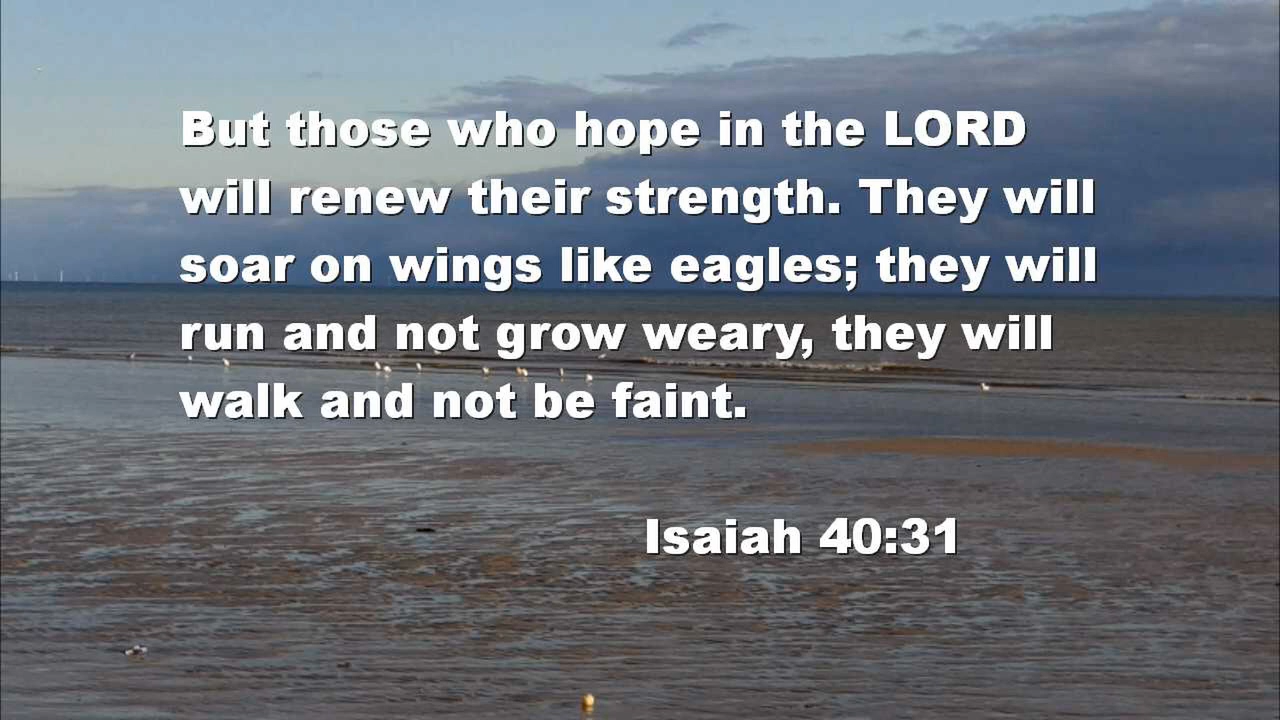 But those who hope in the LORD
will renew their strength. They will
soar on wings like eagles; they will
run and not grow weary, they will
walk and not be faint.
Isaiah 40:31